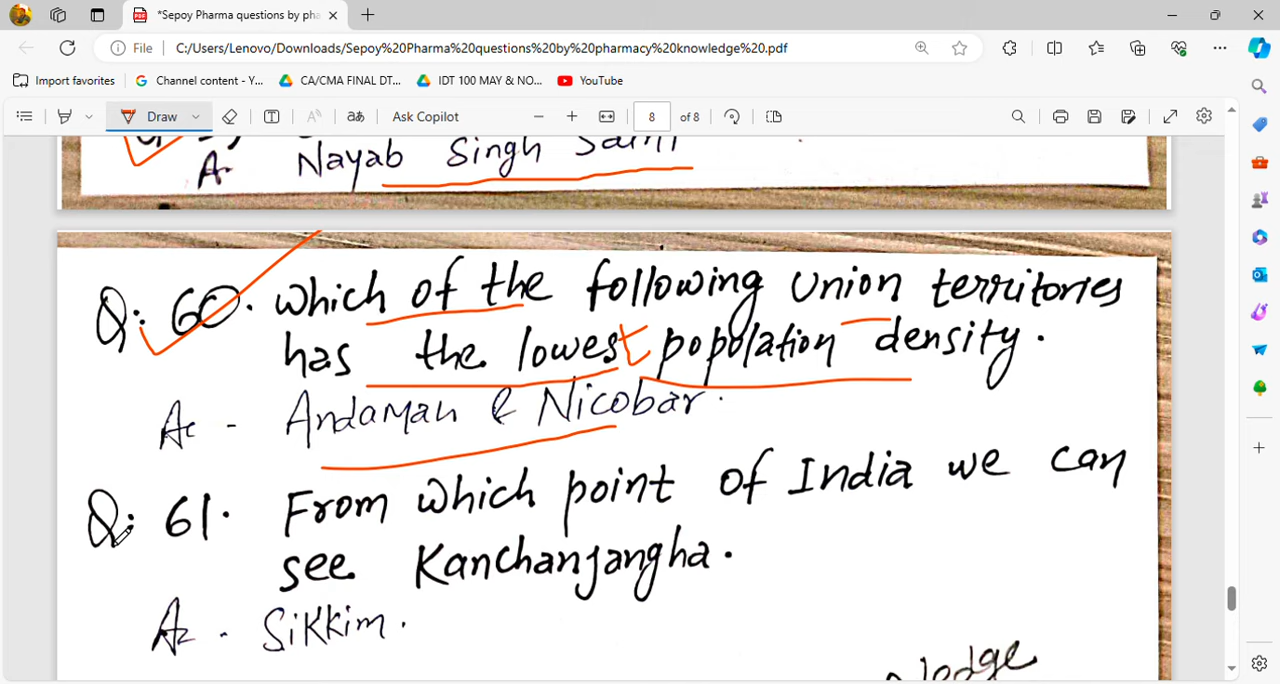 *Sepoy Pharma questions by pha
File
C:/Users/Lenovo/Downloads/Sepoy%20Pharma%20questions%20by%20pharmacy%20knowledge%20.pdf
Import favorites
Channel content - Y...
CA/CMA FINAL DT...
IDT 100 MAY & NO...
YouTube
Draw
Ask Copilot
8
of 8
A- Nayab Singh Saini
Q: 60. Which of the following Union territories
has the lowest population density.
A - Andaman & Nicobar.
Q: 61. From which point of India we can
see Kanchanjangha.
A - Sikkim.